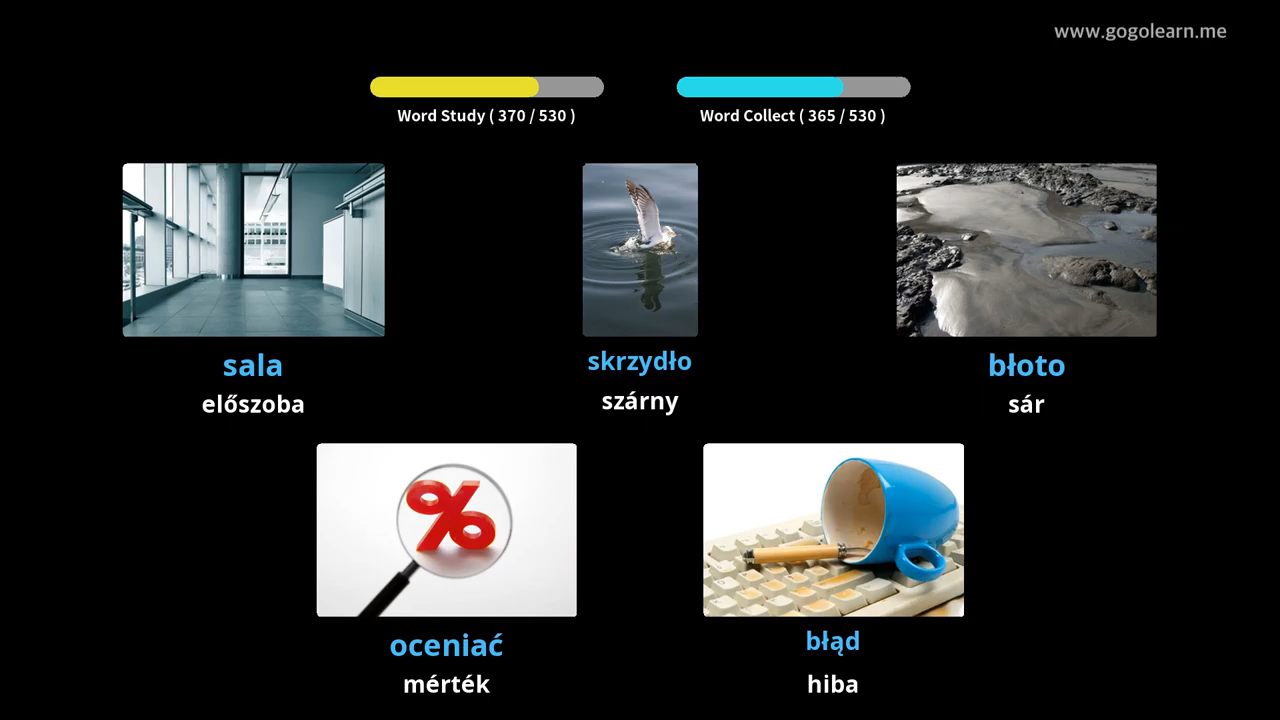 www.gogolearn.me
Word Study ( 370 / 530 )
Word Collect ( 365 / 530 )
sala
előszoba
skrzydło
szárny
błoto
sár
%
oceniać
mérték
błąd
hiba